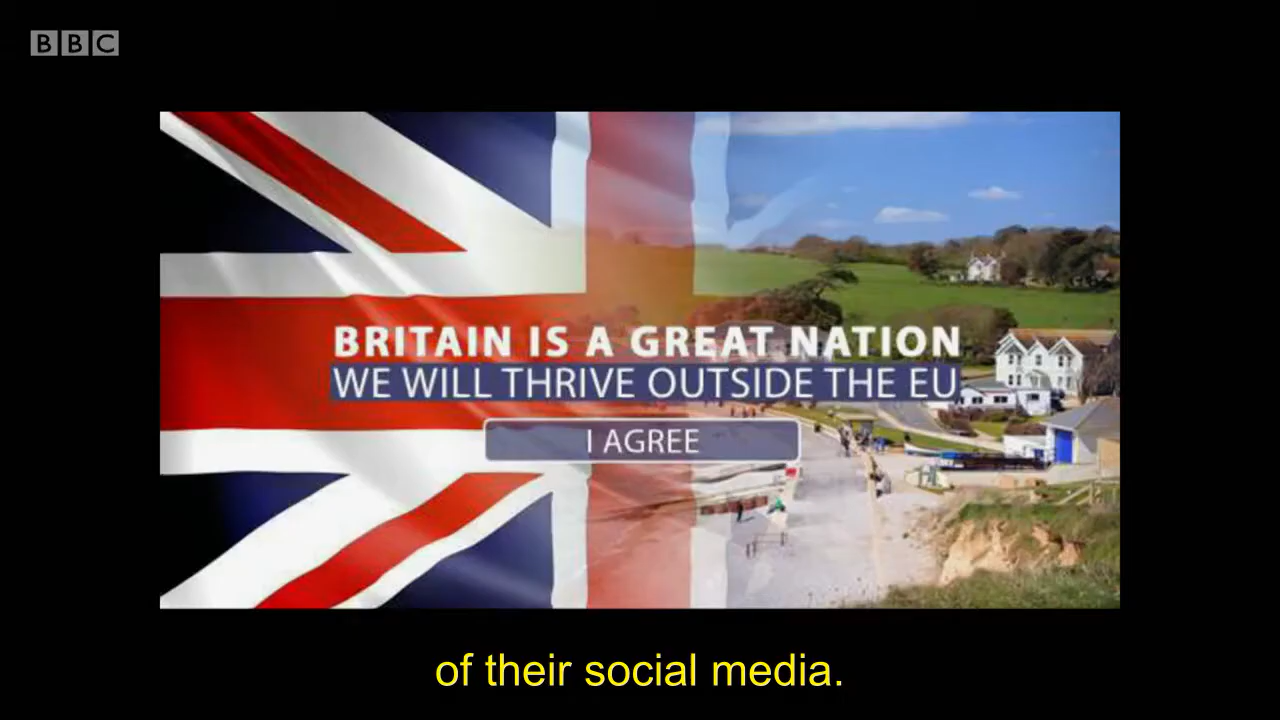 BBC
BRITAIN IS A GREAT NATION
WE WILL THRIVE OUTSIDE THE EU
I AGREE
of their social media.